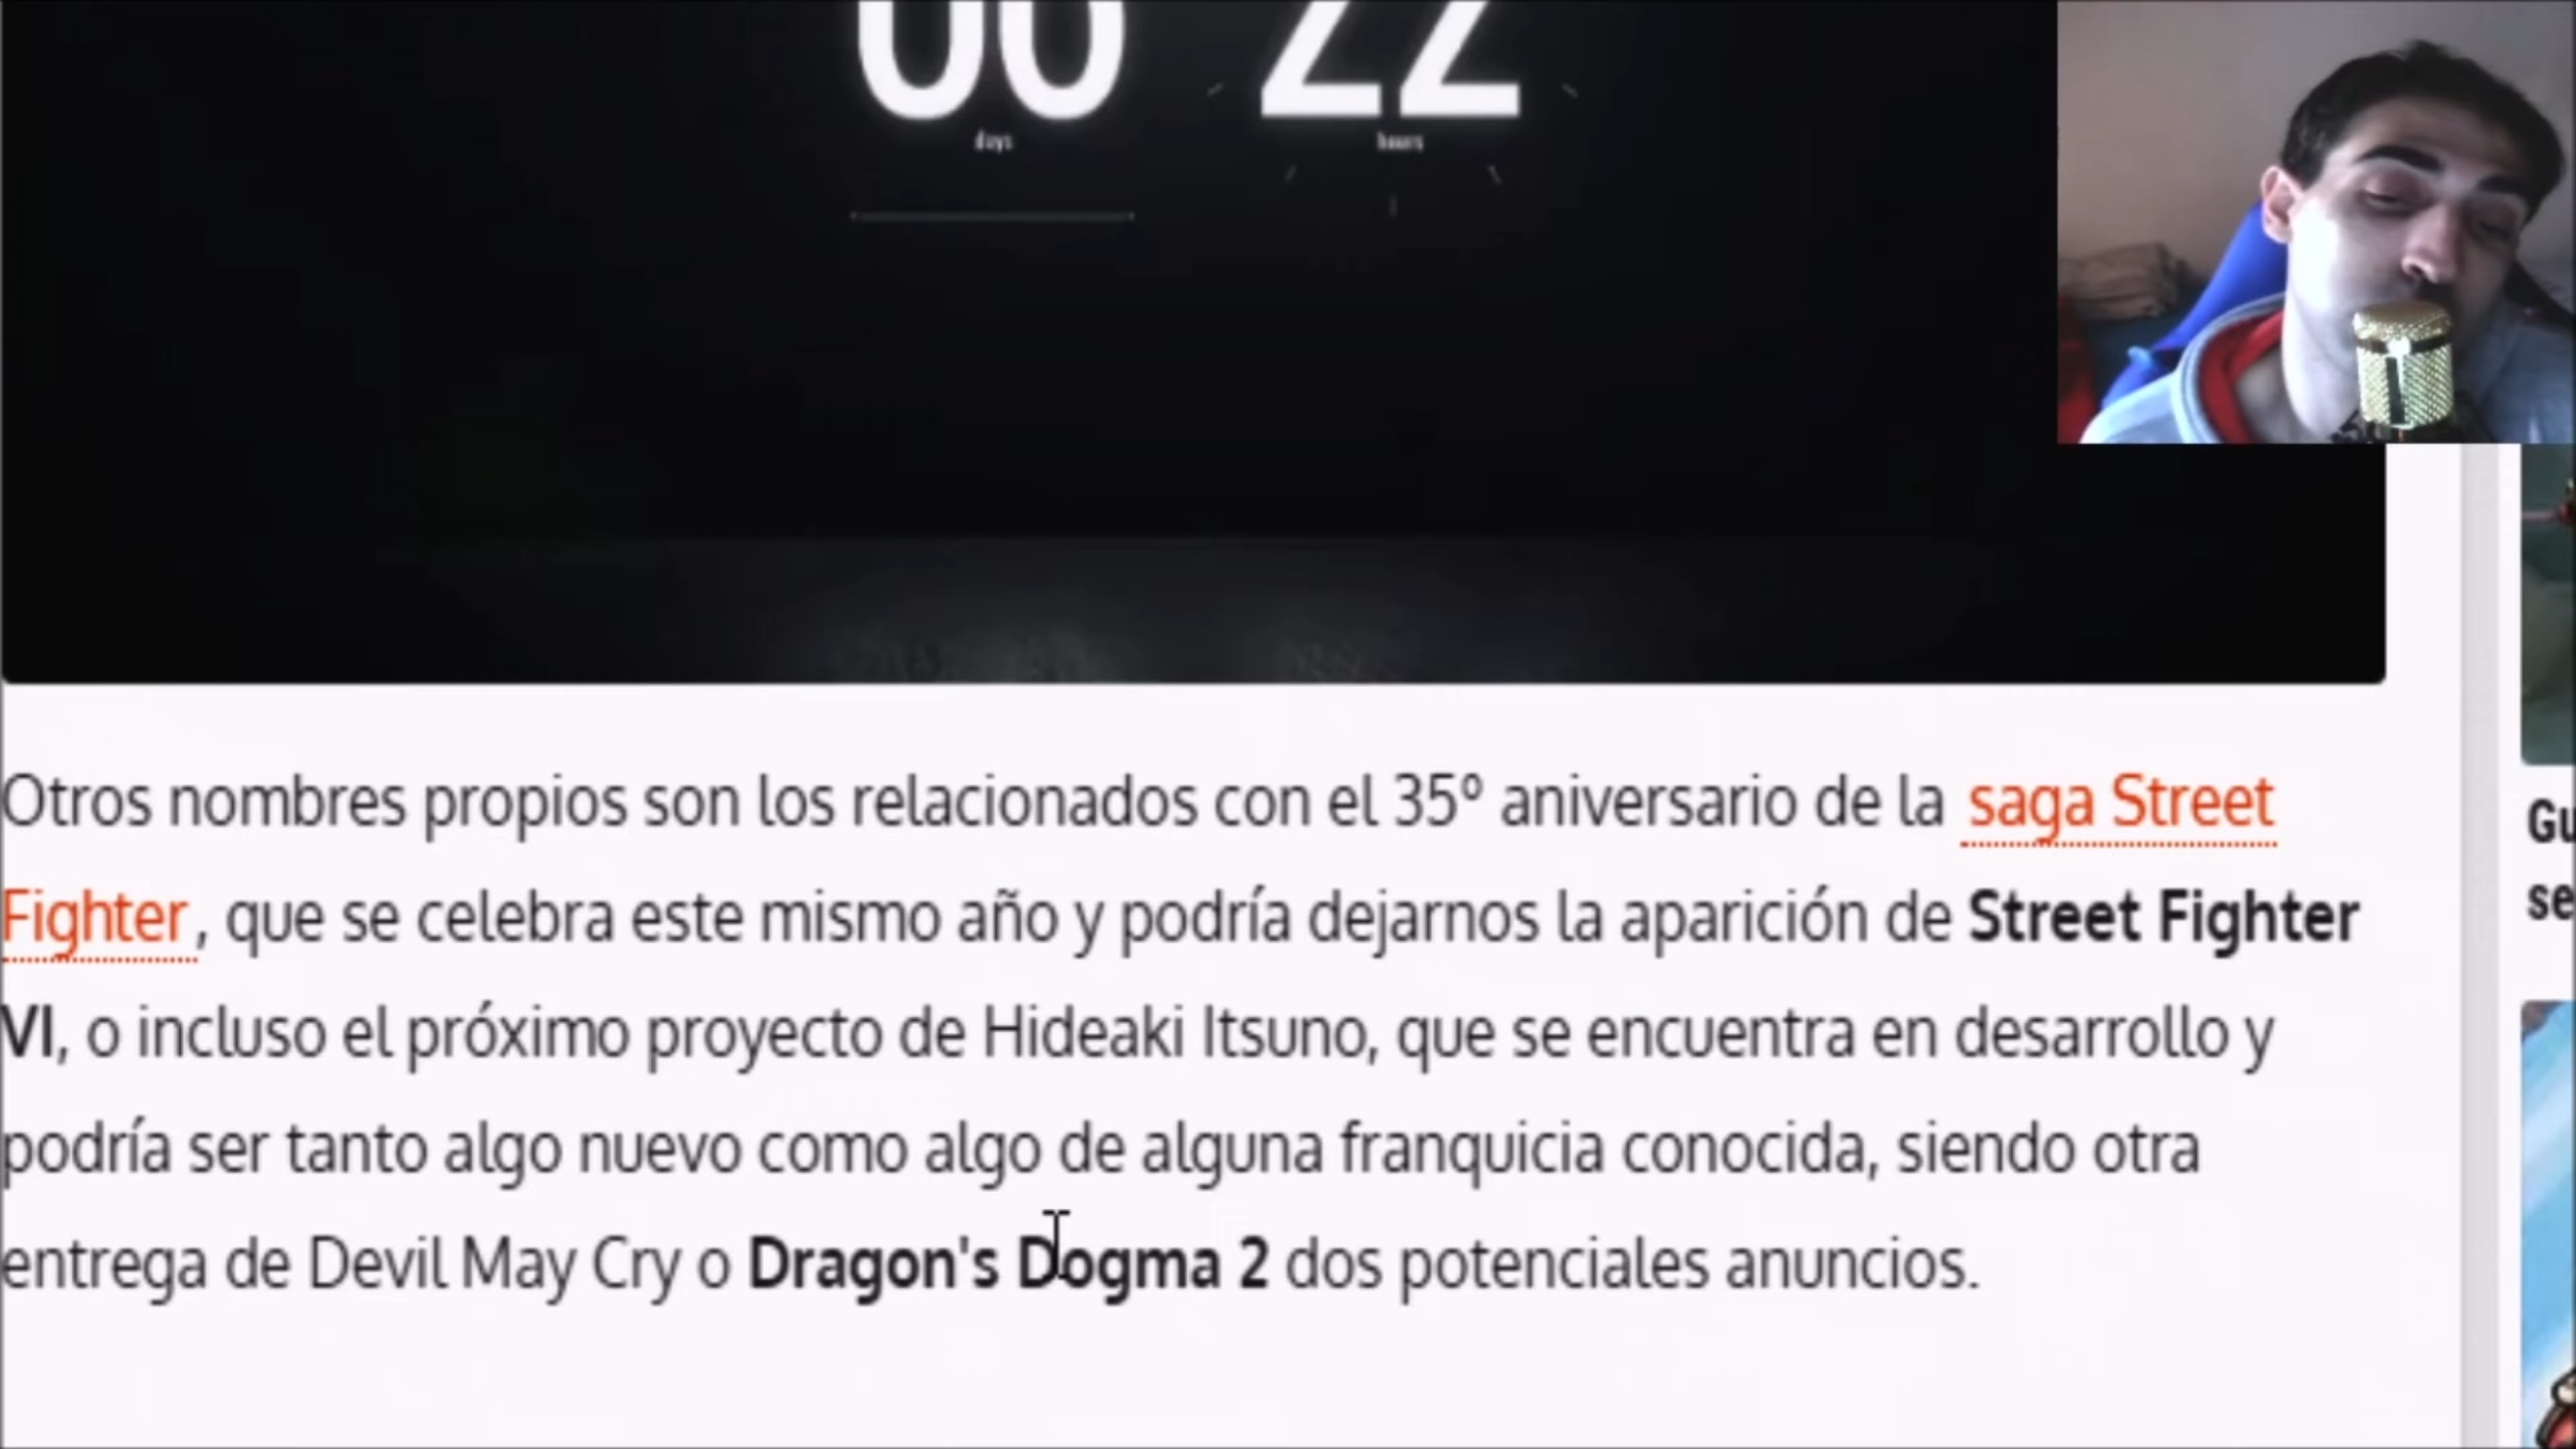 22
days
hours
Otros nombres propios son los relacionados con el 35º aniversario de la saga Street
Fighter, que se celebra este mismo año y podría dejarnos la aparición de Street Fighter
VI, o incluso el próximo proyecto de Hideaki Itsuno, que se encuentra en desarrollo y
podría ser tanto algo nuevo como algo de alguna franquicia conocida, siendo otra
entrega de Devil May Cry o Dragon's Dogma 2 dos potenciales anuncios.
Gu
se